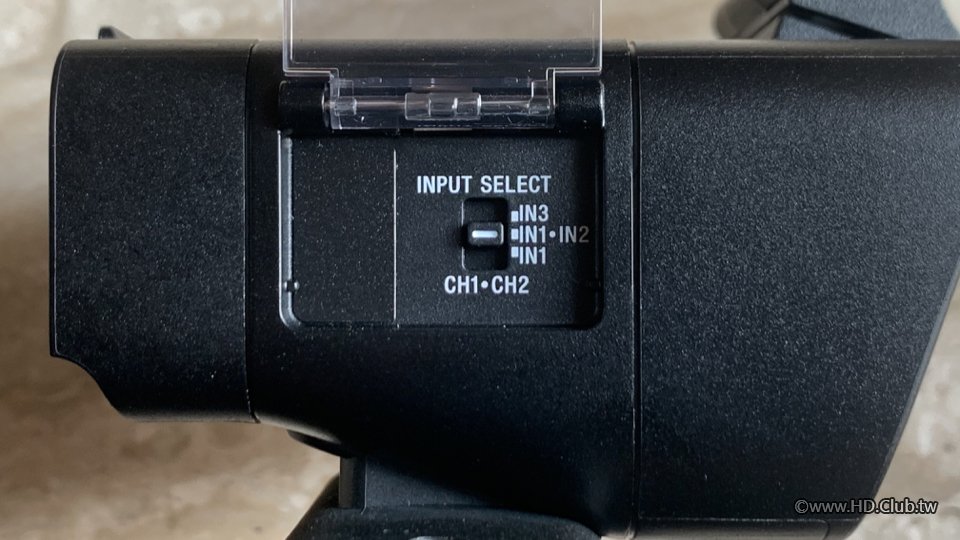 INPUT SELECT
IN3
IN1•IN2
IN1
CH1•CH2
©www.HD.Club.tw